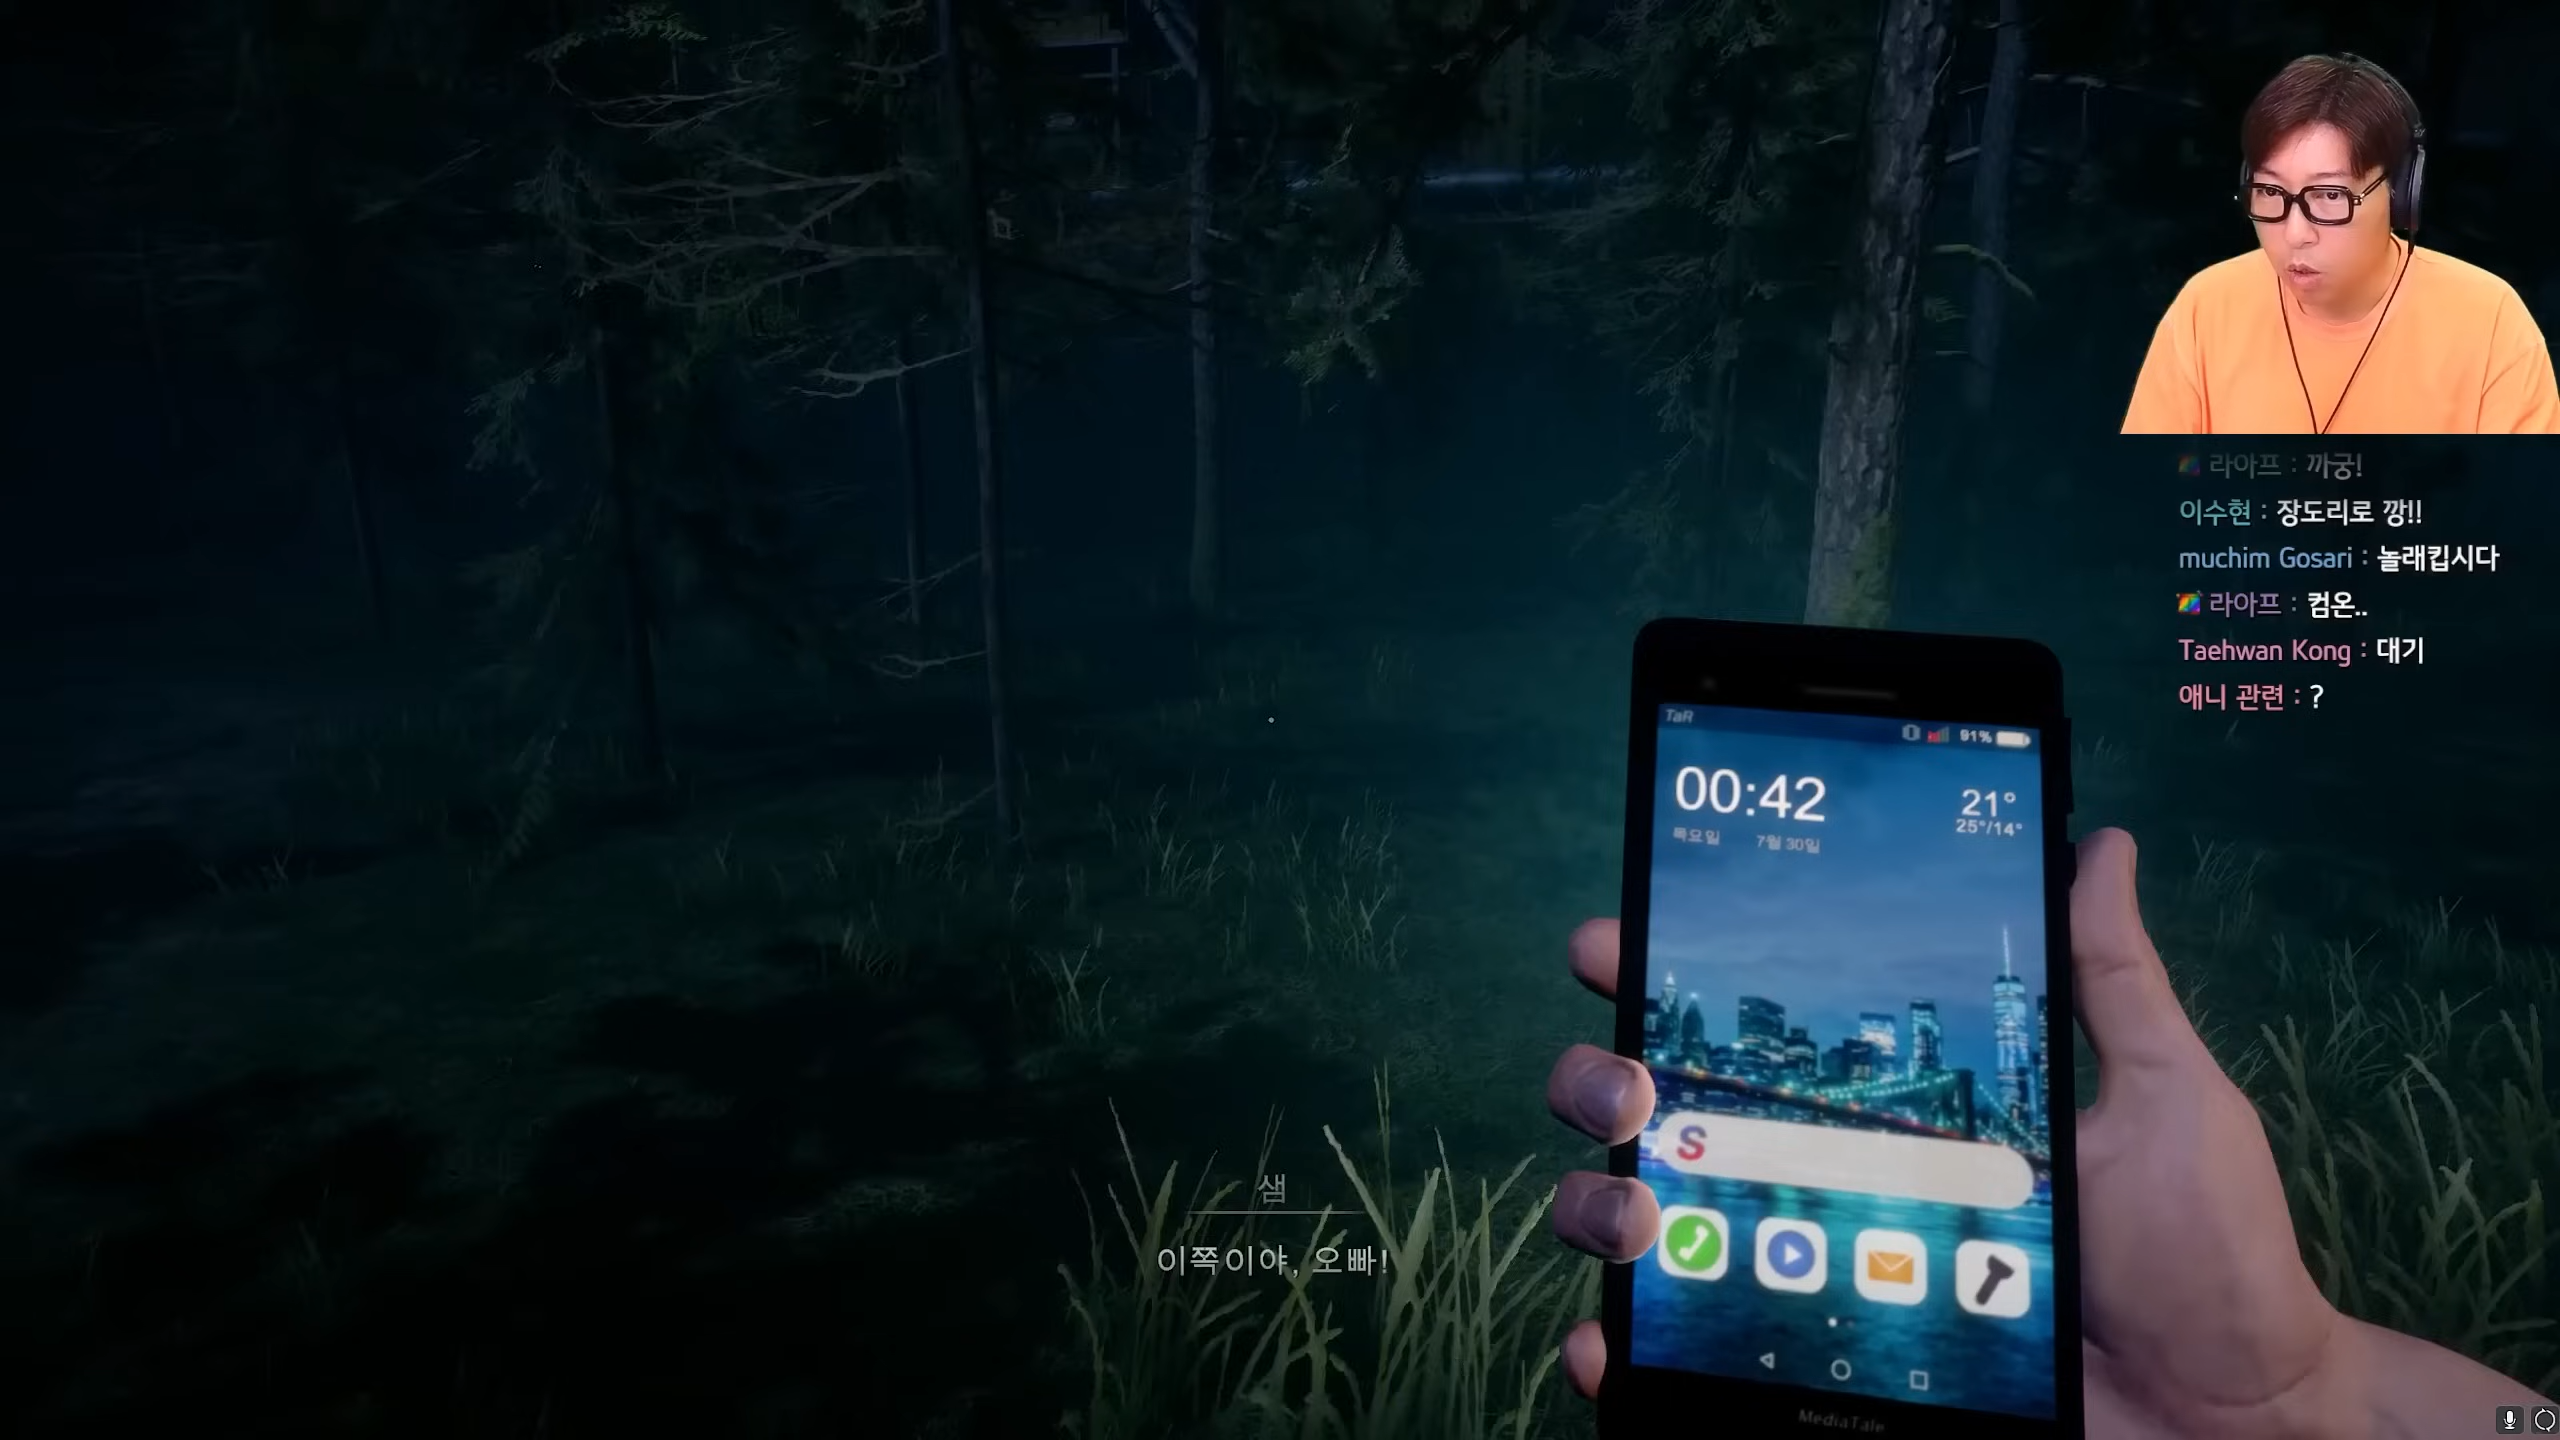 라아프 : 까궁!
이수현 : 장도리로 깡!!
muchim Gosari : 놀래킵시다
라아프 : 컴온..
Taehwan Kong : 대기
애니 관련 : ?
TaR
91%
00:42
21°
목요일 7월 30일
25°/14°
S
샘
이쪽이야, 오빠!
MediaTale